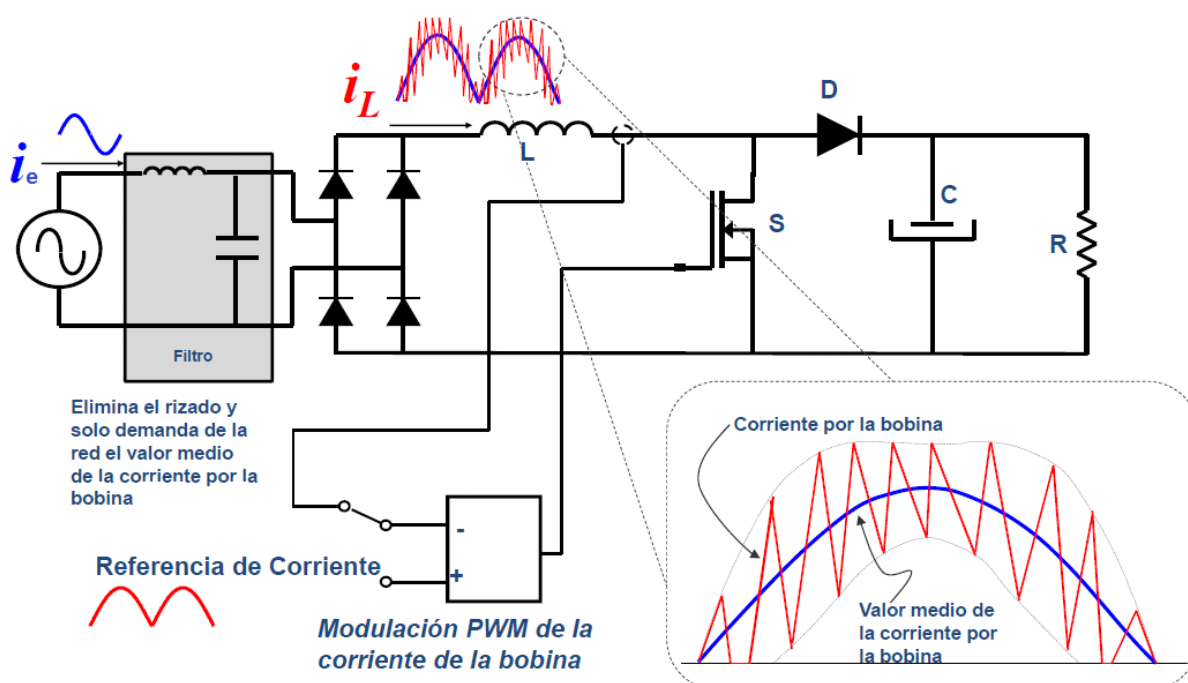 i_L
D
i_e
L
C
S
R
Filtro
Elimina el rizado y
solo demanda de la
red el valor medio
de la corriente por la
bobina
Corriente por la bobina
-
+
Referencia de Corriente
Modulación PWM de la
corriente de la bobina
Valor medio de
la corriente por
la bobina